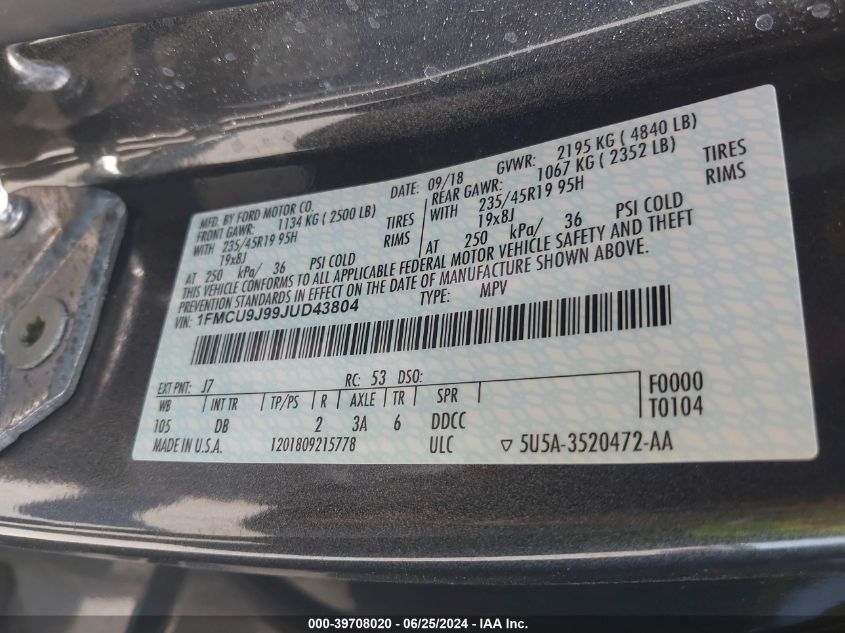 MFD. BY FORD MOTOR CO. DATE: 09/18 GVWR: 2195 KG ( 4840 LB)
FRONT GAWR: 1134 KG ( 2500 LB) REAR GAWR: 1067 KG ( 2352 LB)
WITH 235/45R19 95H TIRES WITH 235/45R19 95H TIRES
19x8J RIMS 19x8J RIMS
AT 250 kPa/ 36 PSI COLD AT 250 kPa/ 36 PSI COLD
THIS VEHICLE CONFORMS TO ALL APPLICABLE FEDERAL MOTOR VEHICLE SAFETY AND THEFT
PREVENTION STANDARDS IN EFFECT ON THE DATE OF MANUFACTURE SHOWN ABOVE.
VIN: 1FMCU9J99JUD43804 TYPE: MPV
EXT PNT: J7 RC: 53 DSO: F0000
WB INT TR TP/PS R AXLE TR SPR T0104
105 DB 2 3A 6 DDCC
MADE IN U.S.A. 1201809215778 ULC ▽ 5U5A-3520472-AA
000-39708020 - 06/25/2024 - IAA Inc.